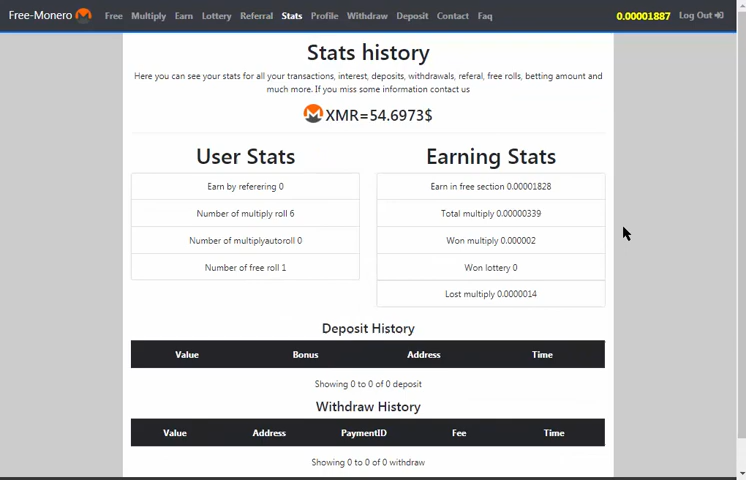 Free-Monero Free Multiply Earn Lottery Referral Stats Profile Withdraw Deposit Contact Faq 0.00001887 Log Out
Stats history
Here you can see your stats for all your transactions, interest, deposits, withdrawals, referal, free rolls, betting amount and
much more. If you miss some information contact us
XMR=54.6973$
User Stats
Earn by referering 0
Number of multiply roll 6
Number of multiplyautoroll 0
Number of free roll 1
Earning Stats
Earn in free section 0.00001828
Total multiply 0.00000339
Won multiply 0.000002
Won lottery 0
Lost multiply 0.0000014
Deposit History
Value Bonus Address Time
Showing 0 to 0 of 0 deposit
Withdraw History
Value Address PaymentID Fee Time
Showing 0 to 0 of 0 withdraw